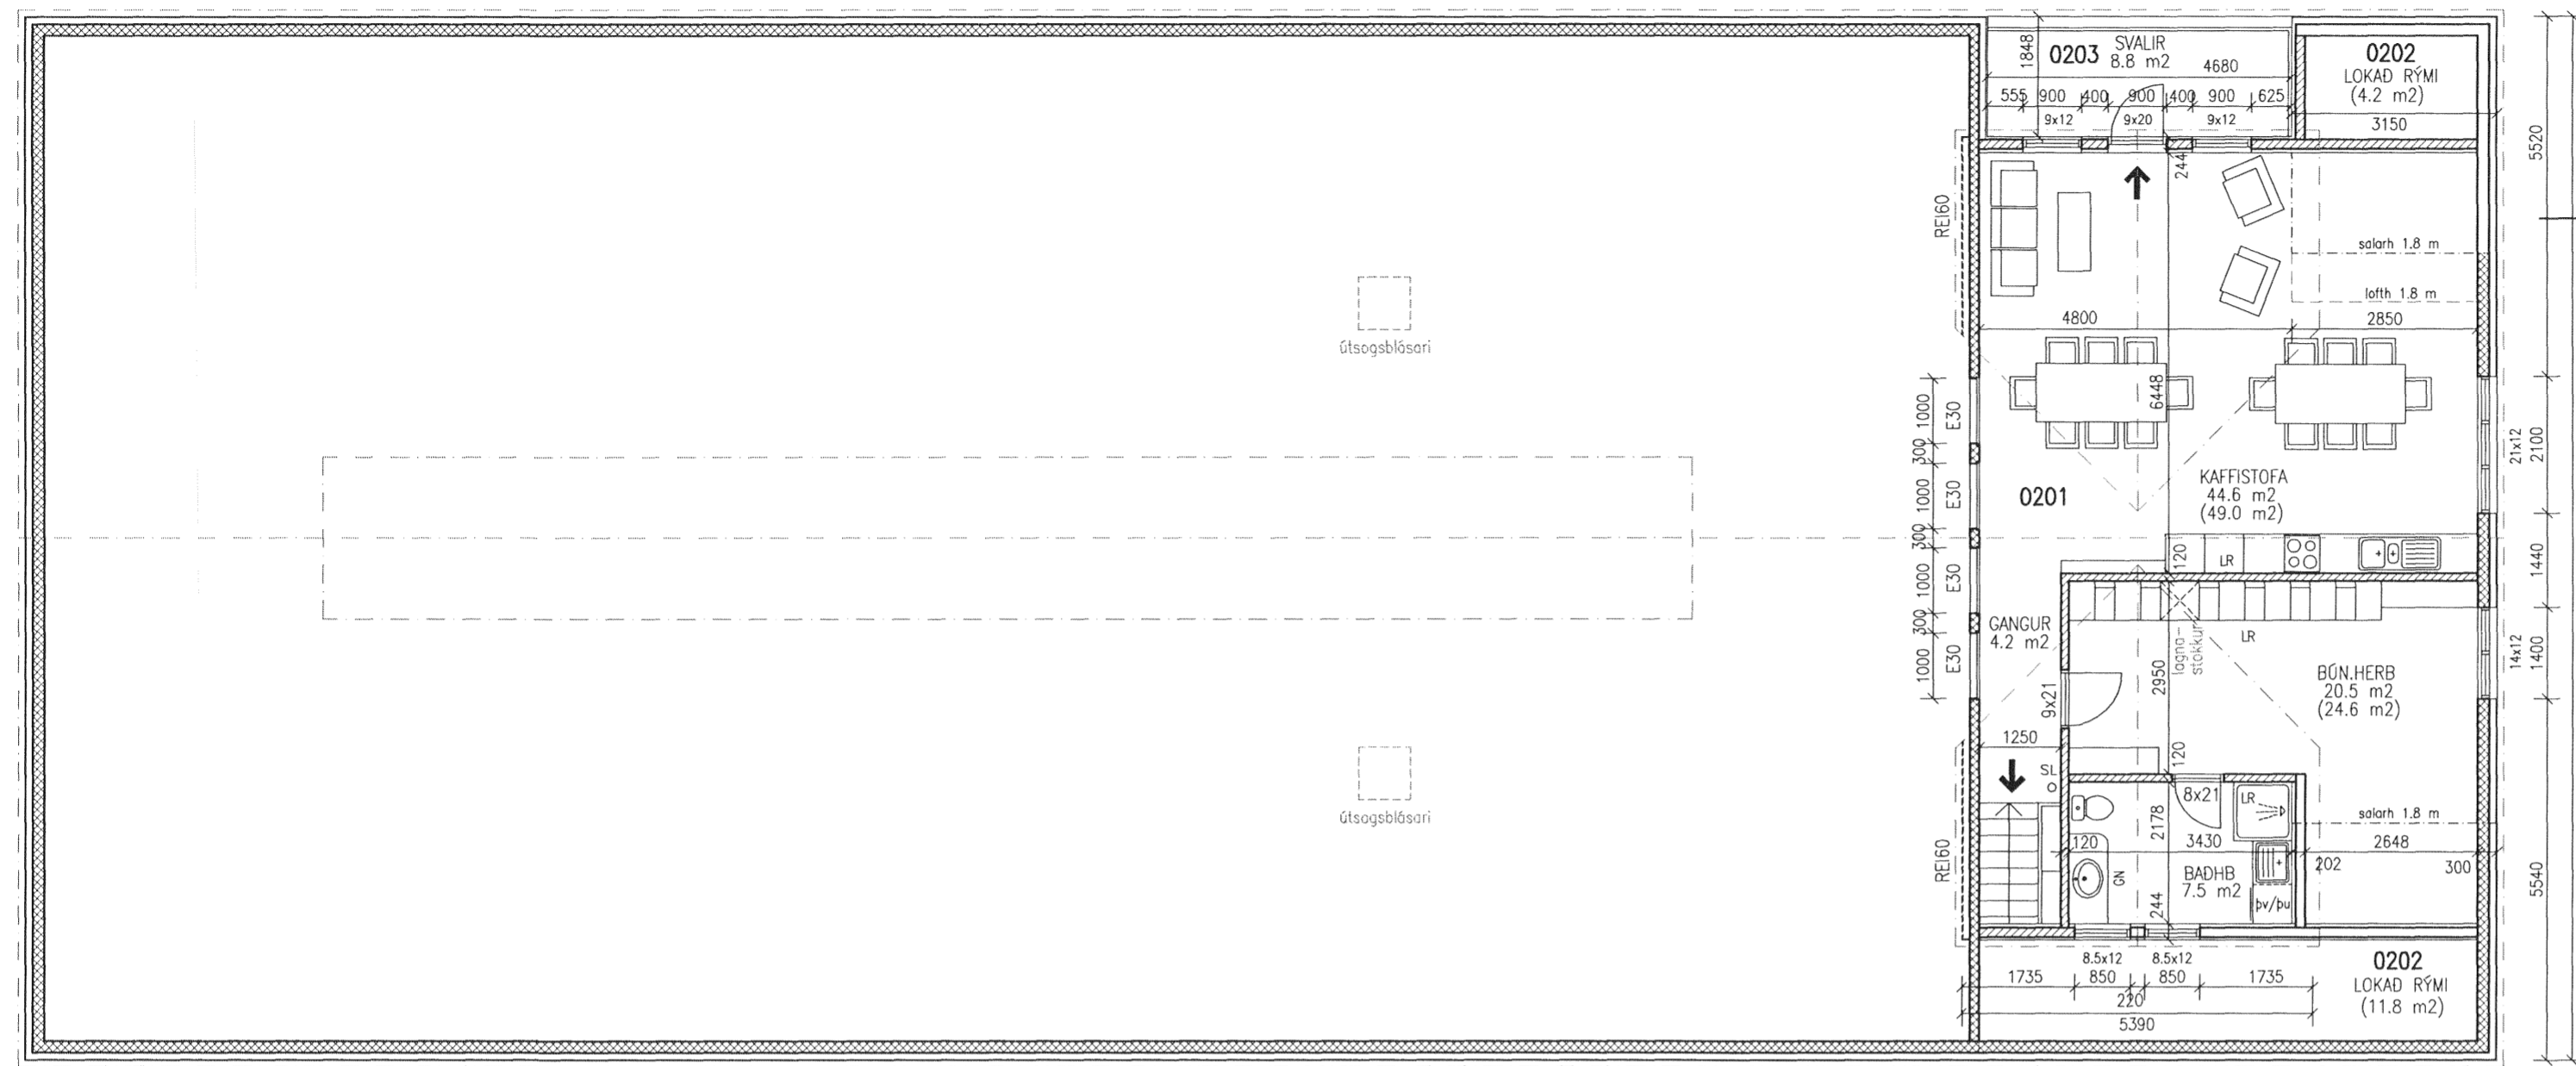 1848
0203 SVALIR
8.8 m2
4680
555 900 400 900 400 900 625
9x12 9x20 9x12
0202
LOKAÐ RÝMI
(4.2 m2)
3150
5520
244
REI60
salarh 1.8 m
lofth 1.8 m
4800 2850
útsogsblásari
6448
1000 E30
300
1000 E30
300
1000 E30
300
1000 E30
0201
KAFFISTOFA
44.6 m2
(49.0 m2)
21x12
2100
120
LR
1440
GANGUR
4.2 m2
LR
lagna-
stokkur
2950
9x21
BÚN.HERB
20.5 m2
(24.6 m2)
14x12
1400
1250
120
SL
útsogsblásari
REI60
8x21
LR
2178
salarh 1.8 m
120 3430 2648
202 300
GN
BAÐHB
7.5 m2
244
þv/þu
5540
8.5x12 8.5x12
1735 850 850 1735
220
5390
0202
LOKAÐ RÝMI
(11.8 m2)